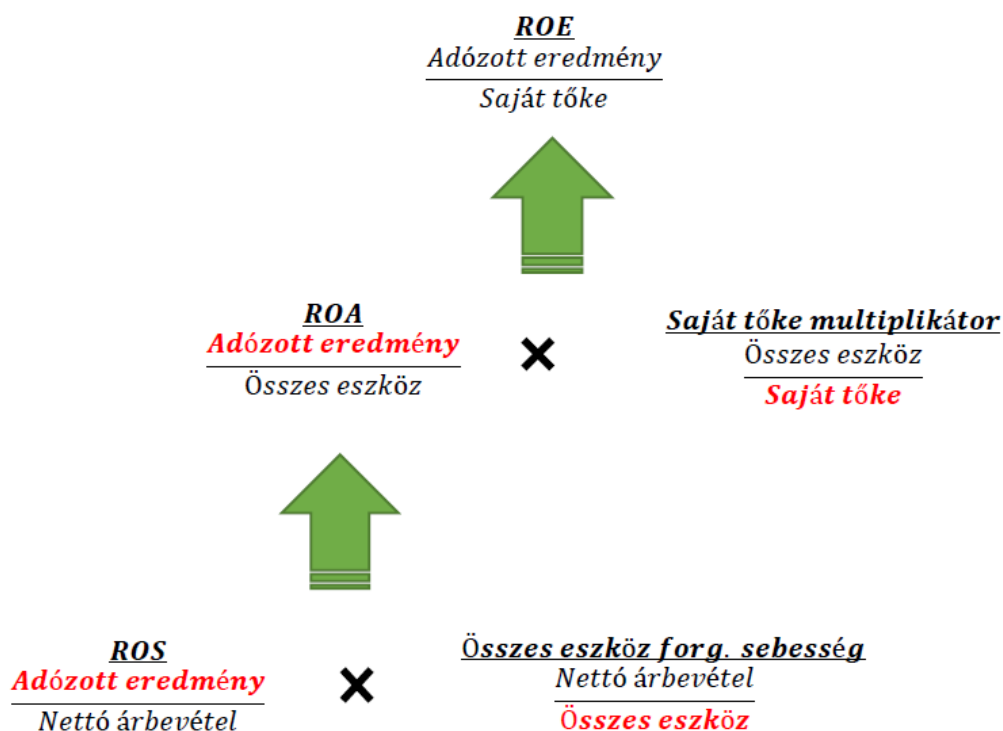 ROE
Adózott eredmény
Saját tőke
ROA
Adózott eredmény
Összes eszköz
×
Saját tőke multiplikátor
Összes eszköz
Saját tőke
ROS
Adózott eredmény
Nettó árbevétel
×
Összes eszköz forg. sebesség
Nettó árbevétel
Összes eszköz